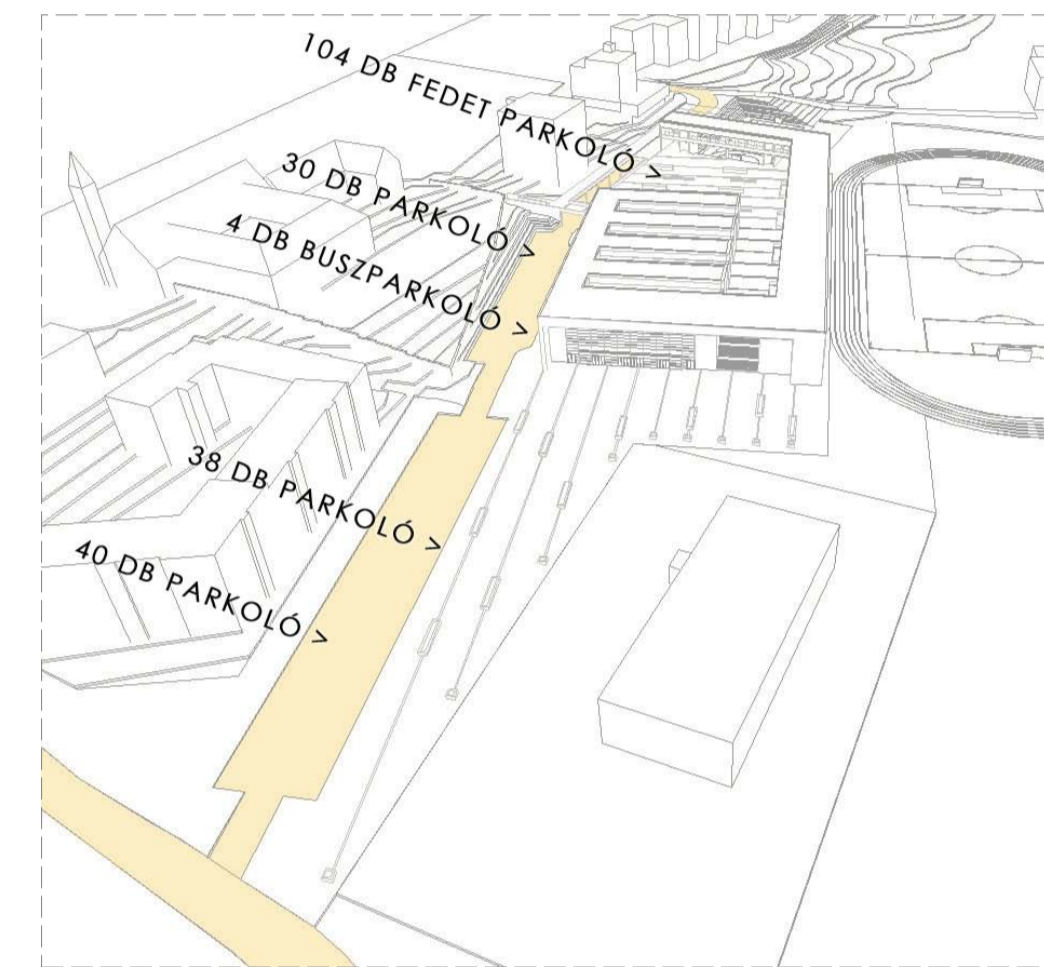 104 DB FEDET PARKOLÓ >
30 DB PARKOLÓ >
4 DB BUSZPARKOLÓ >
38 DB PARKOLÓ >
40 DB PARKOLÓ >